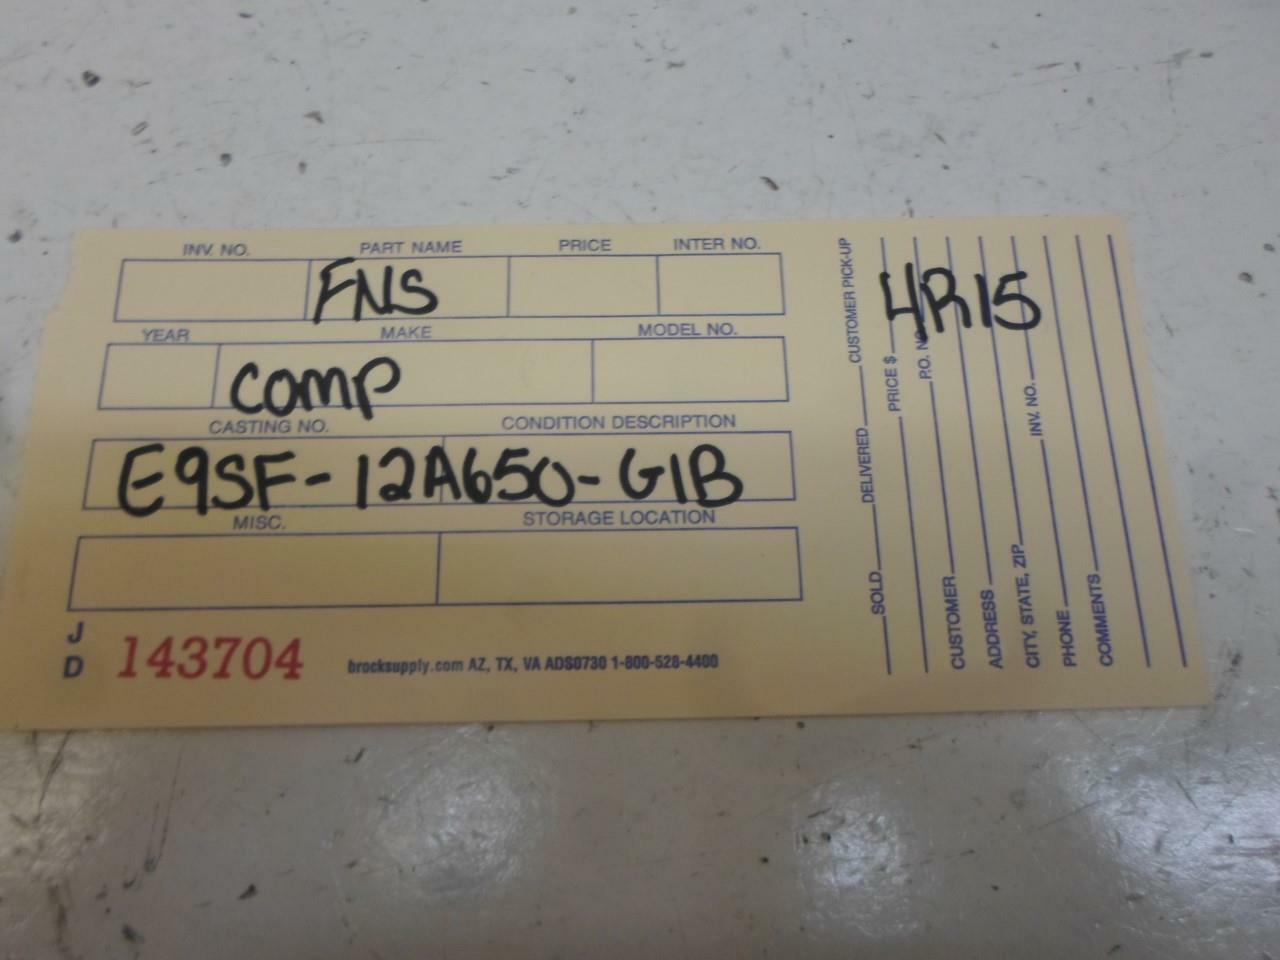 INV. NO. PART NAME PRICE INTER NO.
FNS
YEAR MAKE MODEL NO.
COMP
CASTING NO. CONDITION DESCRIPTION
E9SF-12A650-G1B
MISC. STORAGE LOCATION
J
D
143704 brocksupply.com AZ, TX, VA ADS0730 1-800-528-4400
4R15
SOLD DELIVERED CUSTOMER PICK-UP
PRICE $
P.O. NO.
CUSTOMER
ADDRESS
CITY, STATE, ZIP INV. NO.
PHONE
COMMENTS